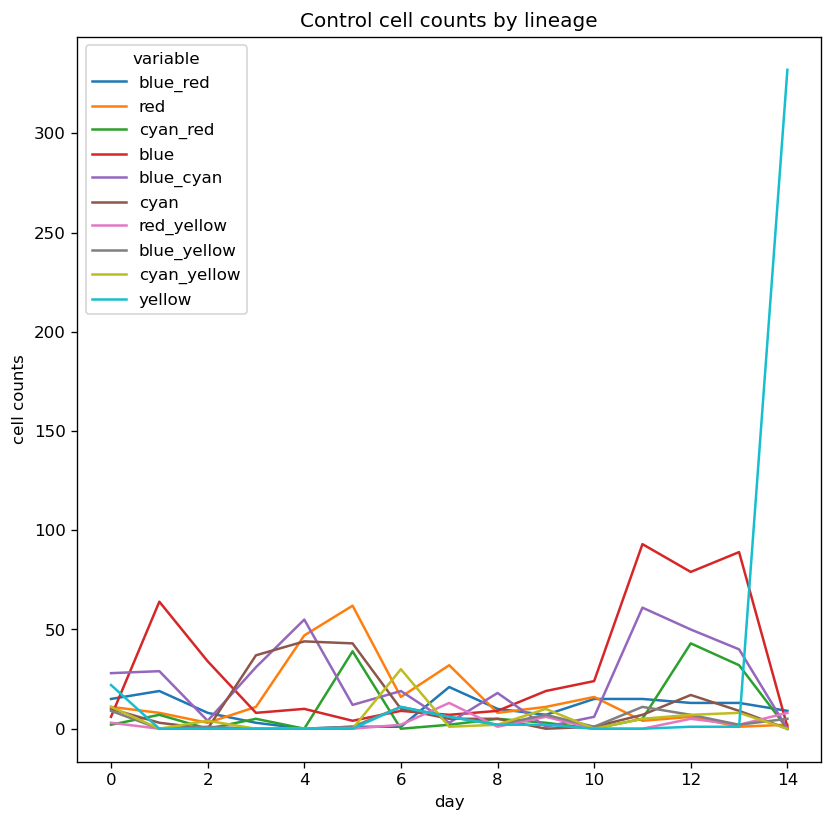 Control cell counts by lineage
variable
blue_red
red
cyan_red
blue
blue_cyan
cyan
red_yellow
blue_yellow
cyan_yellow
yellow
300
250
200
150
100
50
0
cell counts
0 2 4 6 8 10 12 14
day